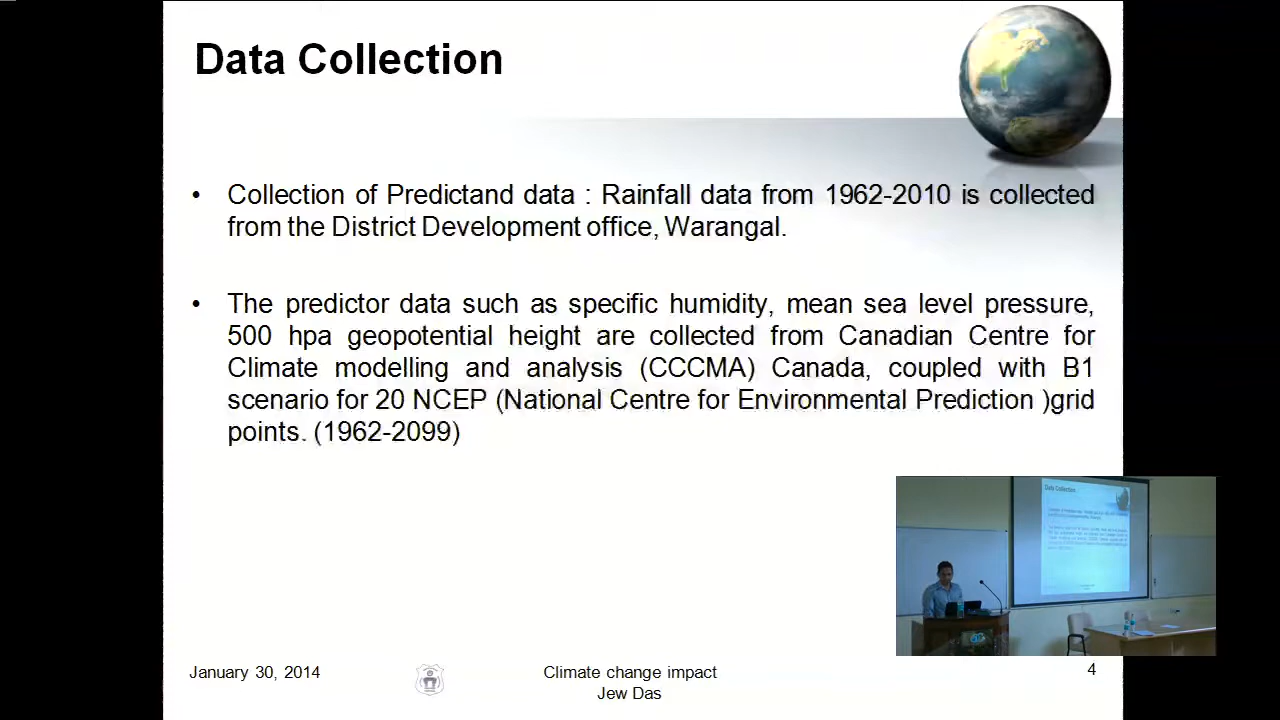 Data Collection
• Collection of Predictand data : Rainfall data from 1962-2010 is collected
from the District Development office, Warangal.
• The predictor data such as specific humidity, mean sea level pressure,
500 hpa geopotential height are collected from Canadian Centre for
Climate modelling and analysis (CCCMA) Canada, coupled with B1
scenario for 20 NCEP (National Centre for Environmental Prediction )grid
points. (1962-2099)
Data Collection
January 30, 2014
Climate change impact
Jew Das
4